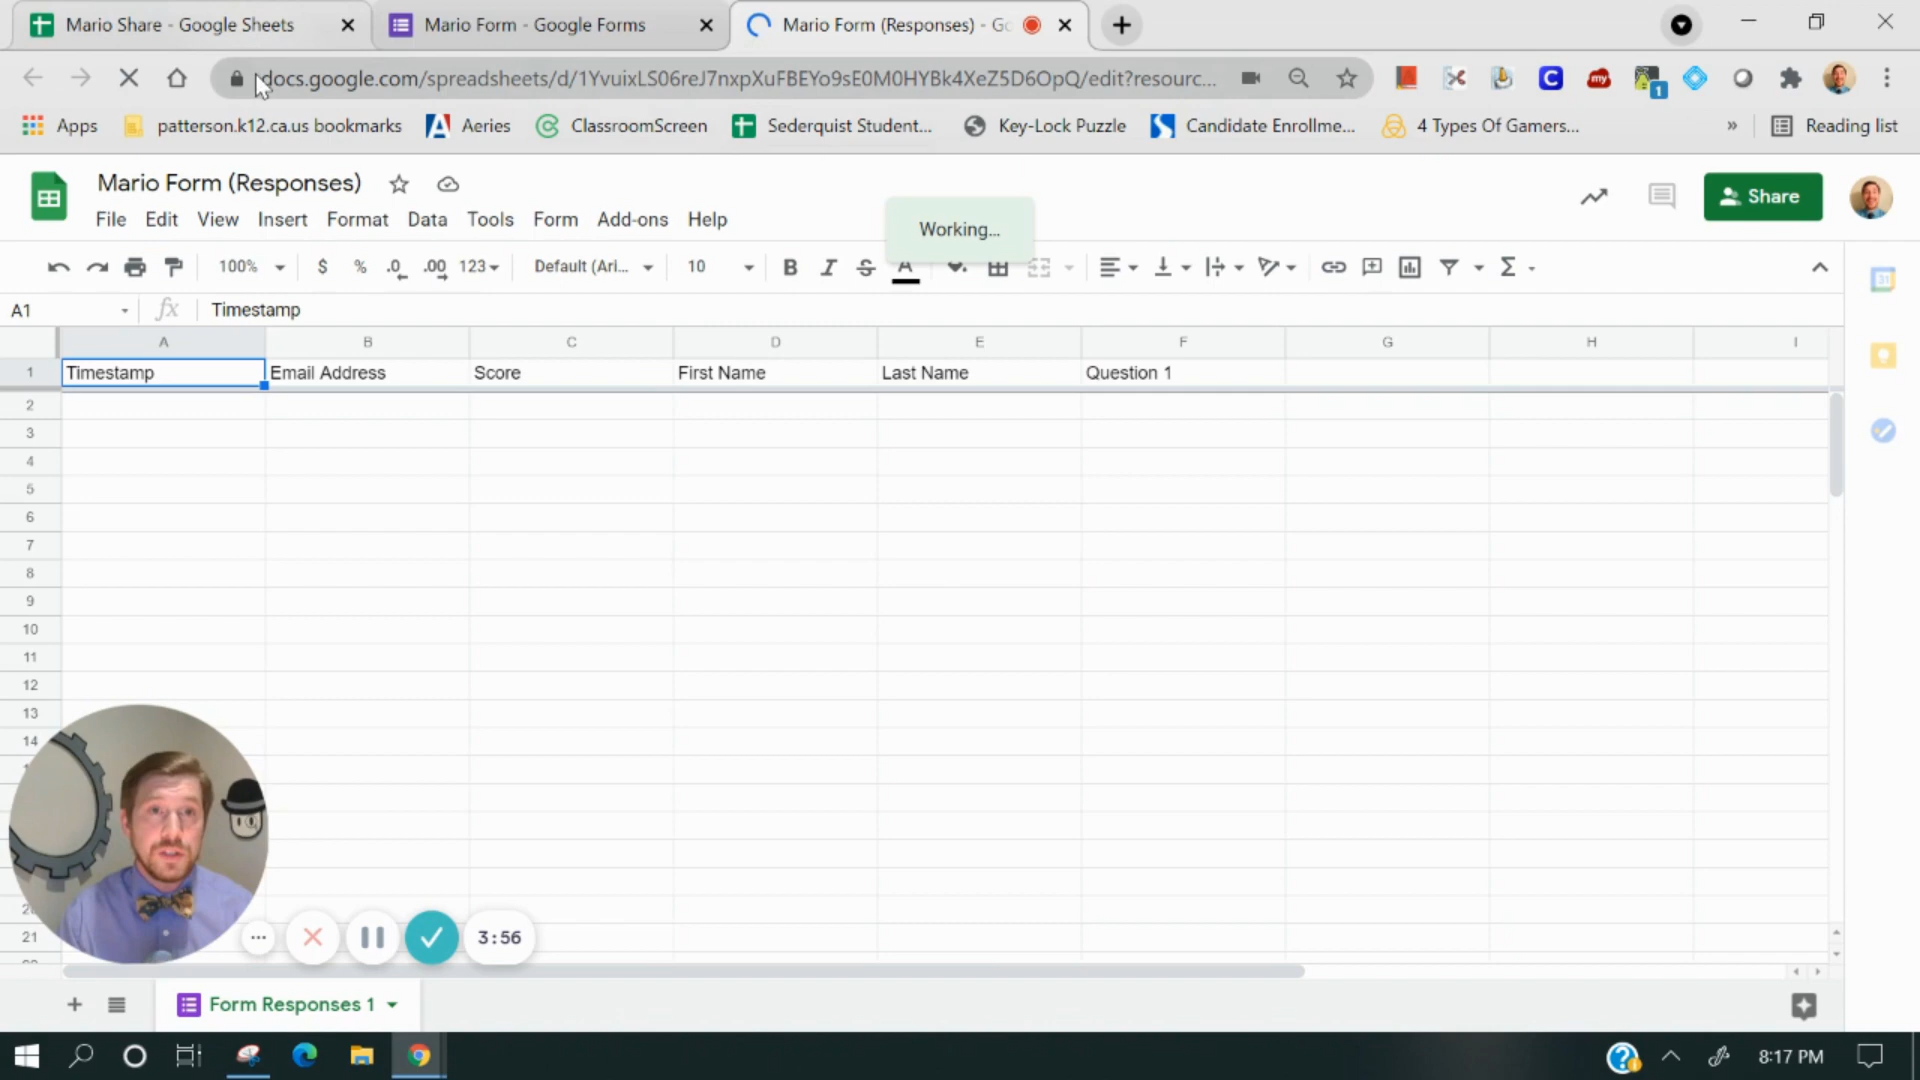 Mario Share - Google Sheets
Mario Form - Google Forms
Mario Form (Responses) - Go
docs.google.com/spreadsheets/d/1YvuixLS06reJ7nxpXuFBEYo9sE0M0HYBk4XeZ5D6OpQ/edit?resourc...
C
my
1
Apps
patterson.k12.ca.us bookmarks
Aeries
ClassroomScreen
Sederquist Student...
Key-Lock Puzzle
Candidate Enrollme...
4 Types Of Gamers...
»
Reading list
Mario Form (Responses)
Share
File Edit View Insert Format Data Tools Form Add-ons Help
Working...
100% $ % .0 .00 123 Default (Ari... 10 B I S A Σ
31
A1 fx Timestamp
A B C D E F G H I
1 Timestamp Email Address Score First Name Last Name Question 1
2
3
4
5
6
7
8
9
10
11
12
13
14
21
3:56
Form Responses 1
8:17 PM